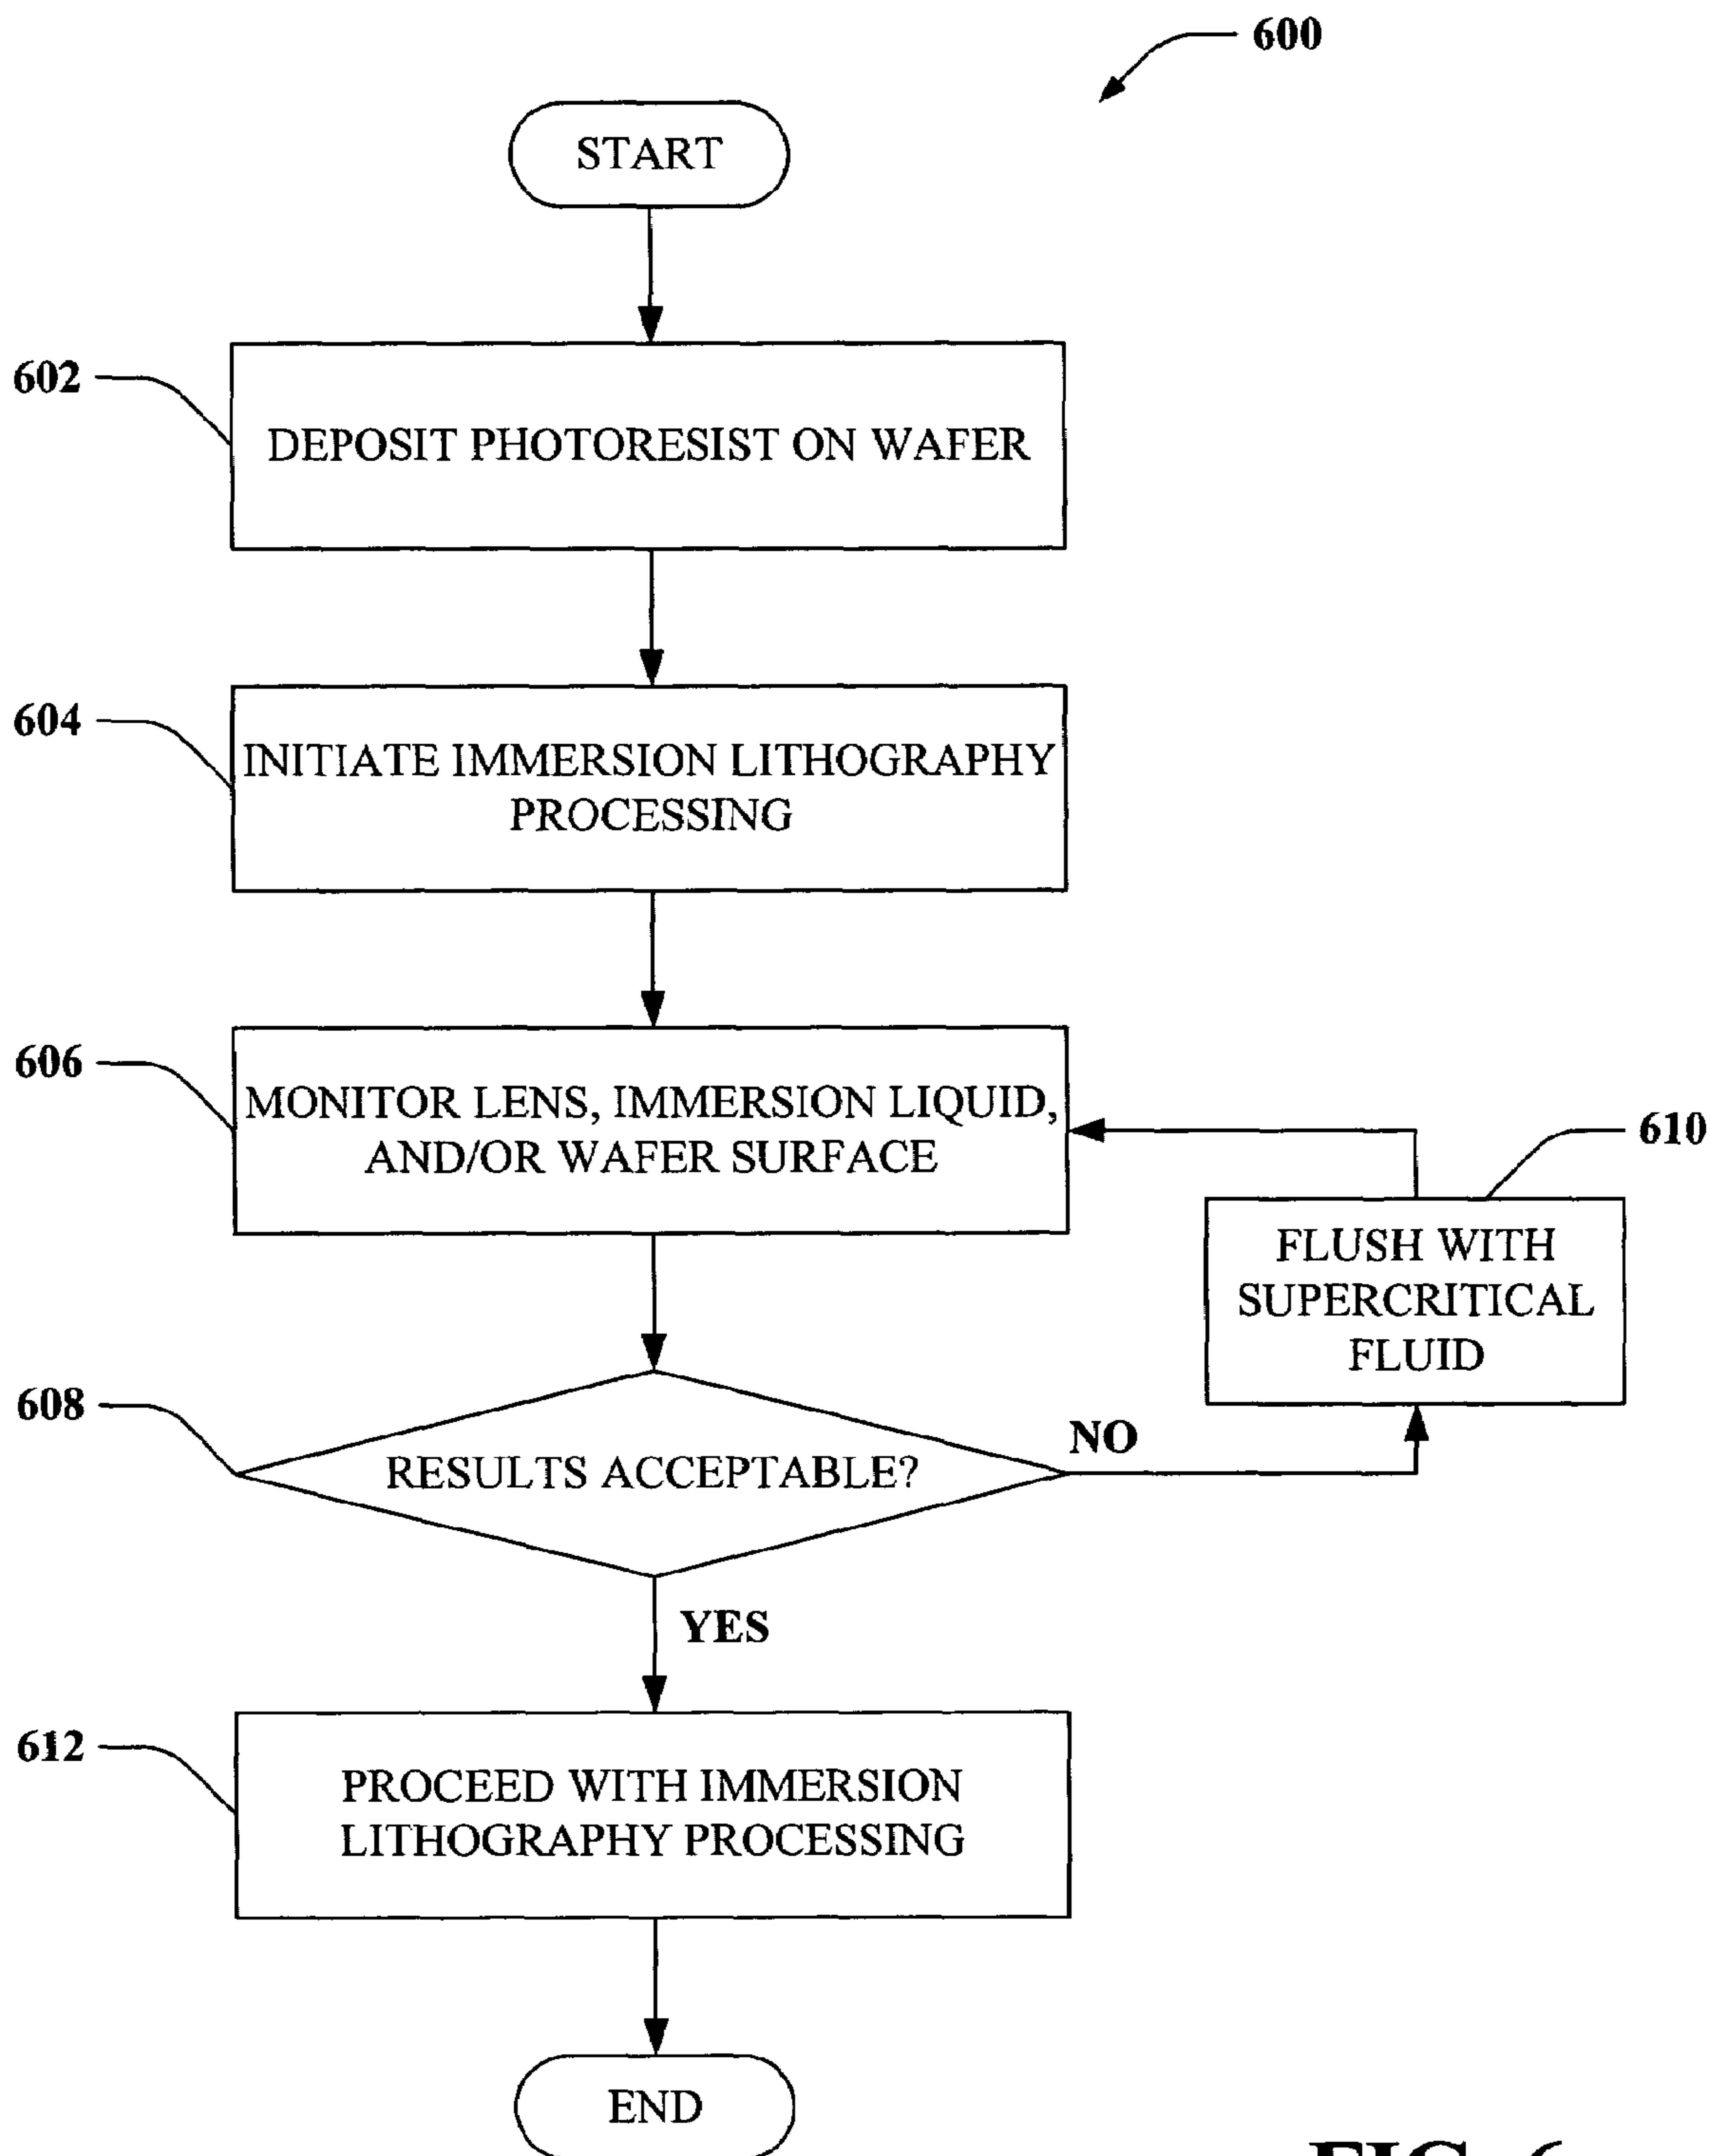 600
START
602
DEPOSIT PHOTORESIST ON WAFER
604
INITIATE IMMERSION LITHOGRAPHY
PROCESSING
606
MONITOR LENS, IMMERSION LIQUID,
AND/OR WAFER SURFACE
610
FLUSH WITH
SUPERCRITICAL
FLUID
608
RESULTS ACCEPTABLE?
NO
YES
612
PROCEED WITH IMMERSION
LITHOGRAPHY PROCESSING
END
FIG. 6